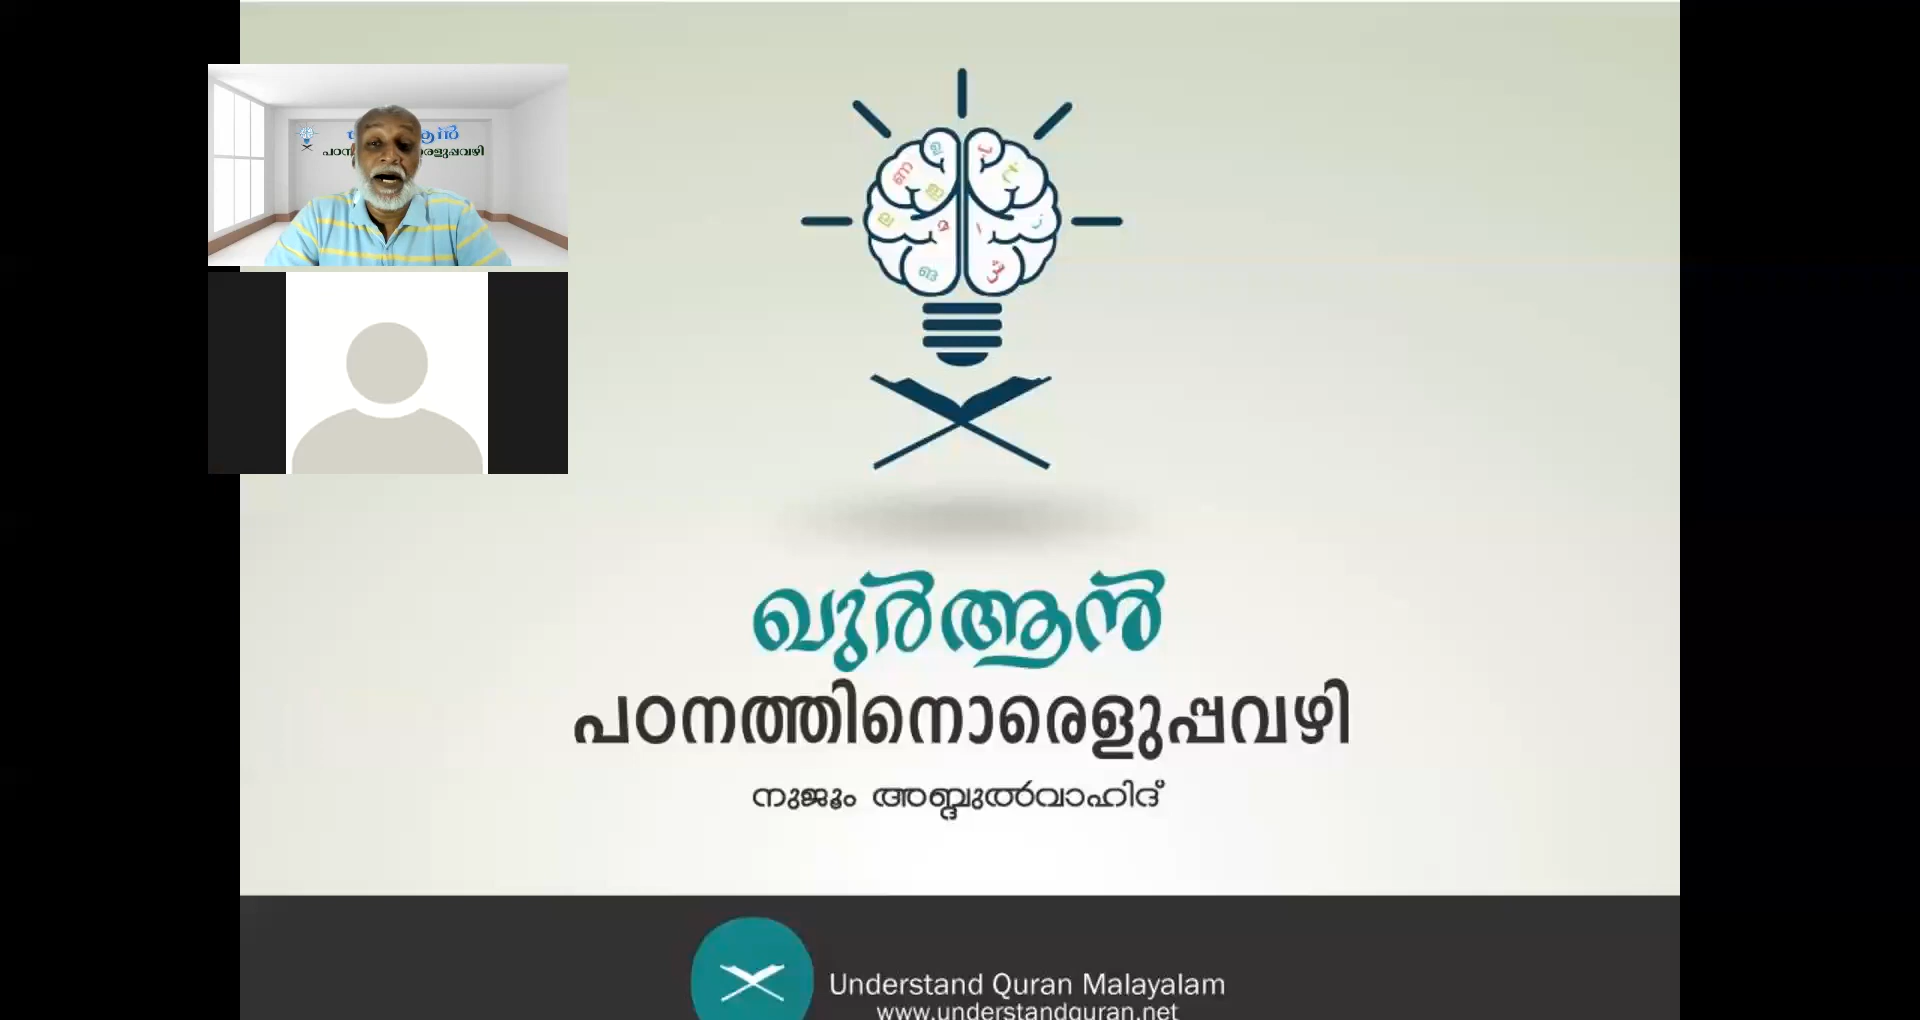 ഖുർആൻ
പഠനത്തിനൊരെളുപ്പവഴി
നുജൂം അബ്ദുൽവാഹിദ്
Understand Quran Malayalam
www.understandquran.net